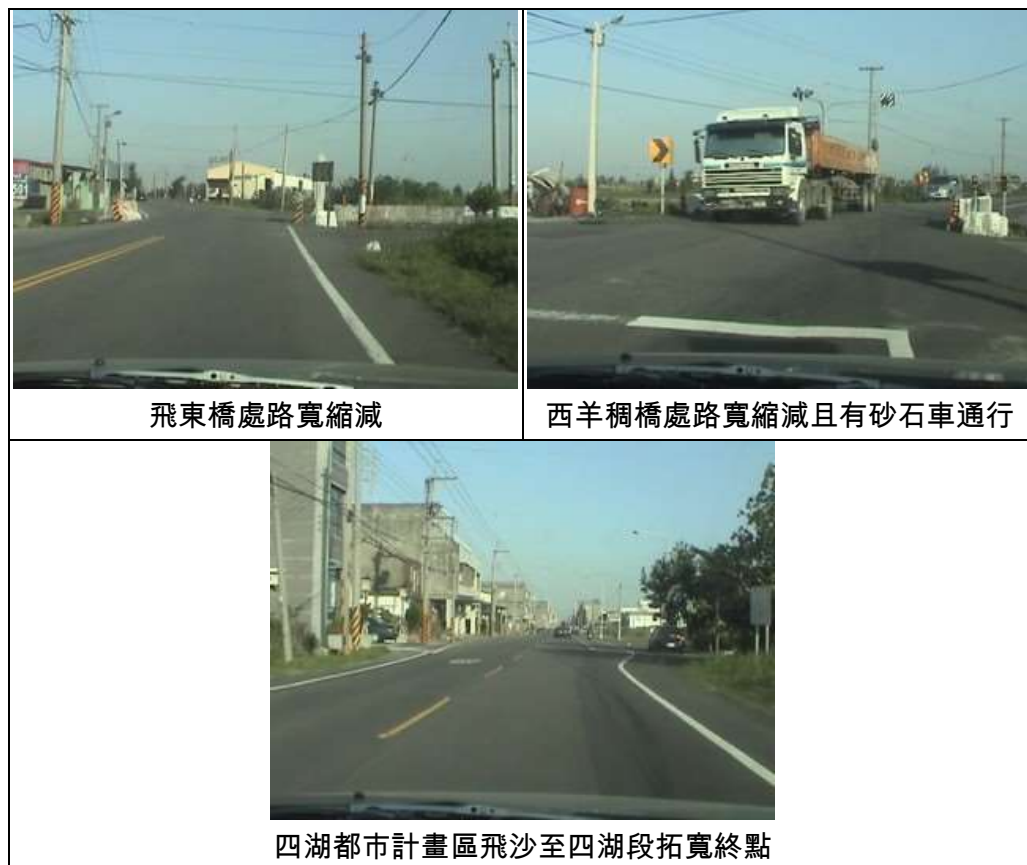 501
飛東橋處路寬縮減
西羊稠橋處路寬縮減且有砂石車通行
四湖都市計畫區飛沙至四湖段拓寬終點